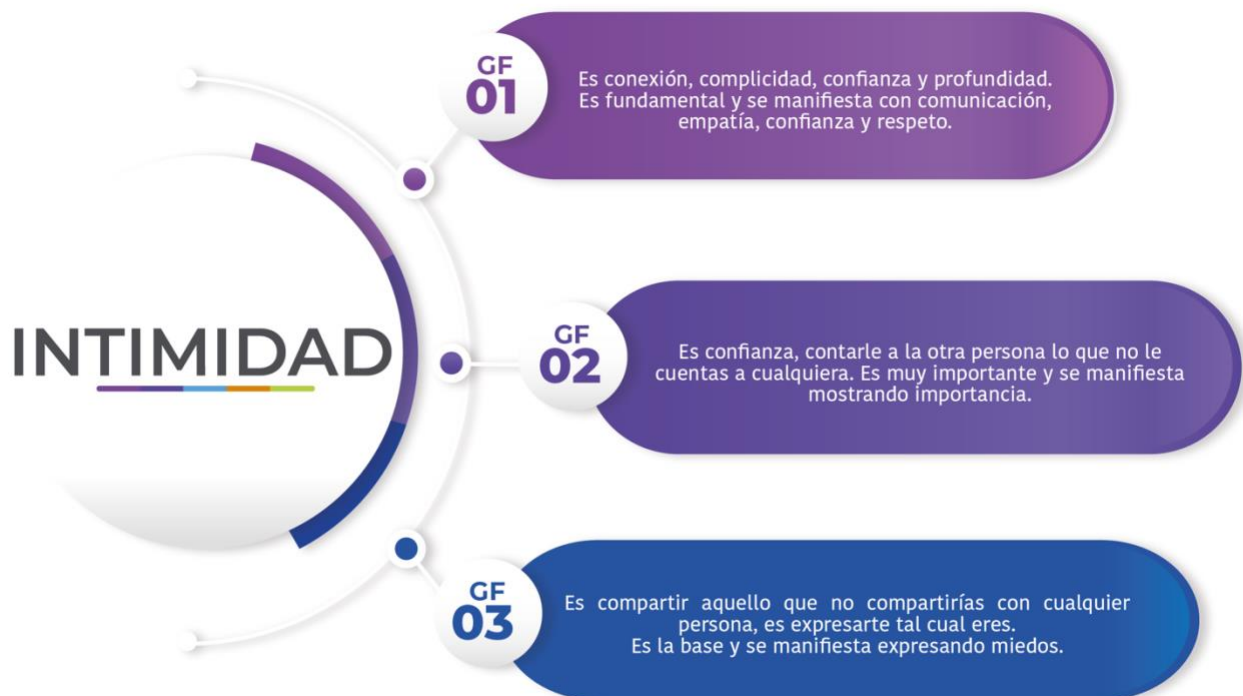 INTIMIDAD
GF
01
Es conexión, complicidad, confianza y profundidad.
Es fundamental y se manifiesta con comunicación,
empatía, confianza y respeto.
GF
02
Es confianza, contarle a la otra persona lo que no le
cuentas a cualquiera. Es muy importante y se manifiesta
mostrando importancia.
GF
03
Es compartir aquello que no compartirías con cualquier
persona, es expresarte tal cual eres.
Es la base y se manifiesta expresando miedos.